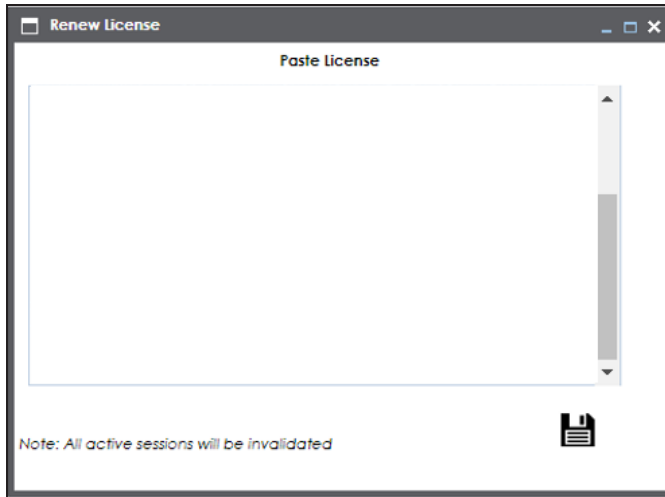 Renew License
Paste License
Note: All active sessions will be invalidated